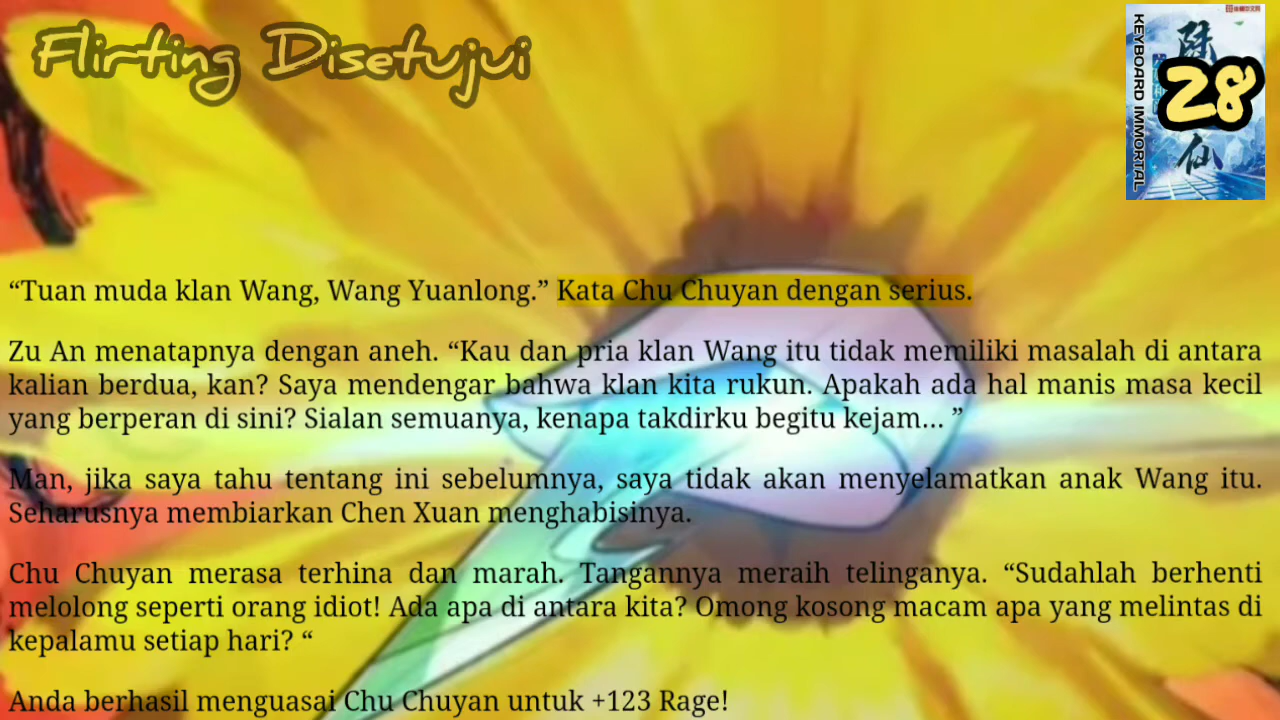 Flirting Disetujui
KEYBOARD IMMORTAL
28
仙
“Tuan muda klan Wang, Wang Yuanlong.” Kata Chu Chuyan dengan serius.
Zu An menatapnya dengan aneh. “Kau dan pria klan Wang itu tidak memiliki masalah di antara
kalian berdua, kan? Saya mendengar bahwa klan kita rukun. Apakah ada hal manis masa kecil
yang berperan di sini? Sialan semuanya, kenapa takdirku begitu kejam... ”
Man, jika saya tahu tentang ini sebelumnya, saya tidak akan menyelamatkan anak Wang itu.
Seharusnya membiarkan Chen Xuan menghabisinya.
Chu Chuyan merasa terhina dan marah. Tangannya meraih telinganya. “Sudahlah berhenti
melolong seperti orang idiot! Ada apa di antara kita? Omong kosong macam apa yang melintas di
kepalamu setiap hari? “
Anda berhasil menguasai Chu Chuyan untuk +123 Rage!